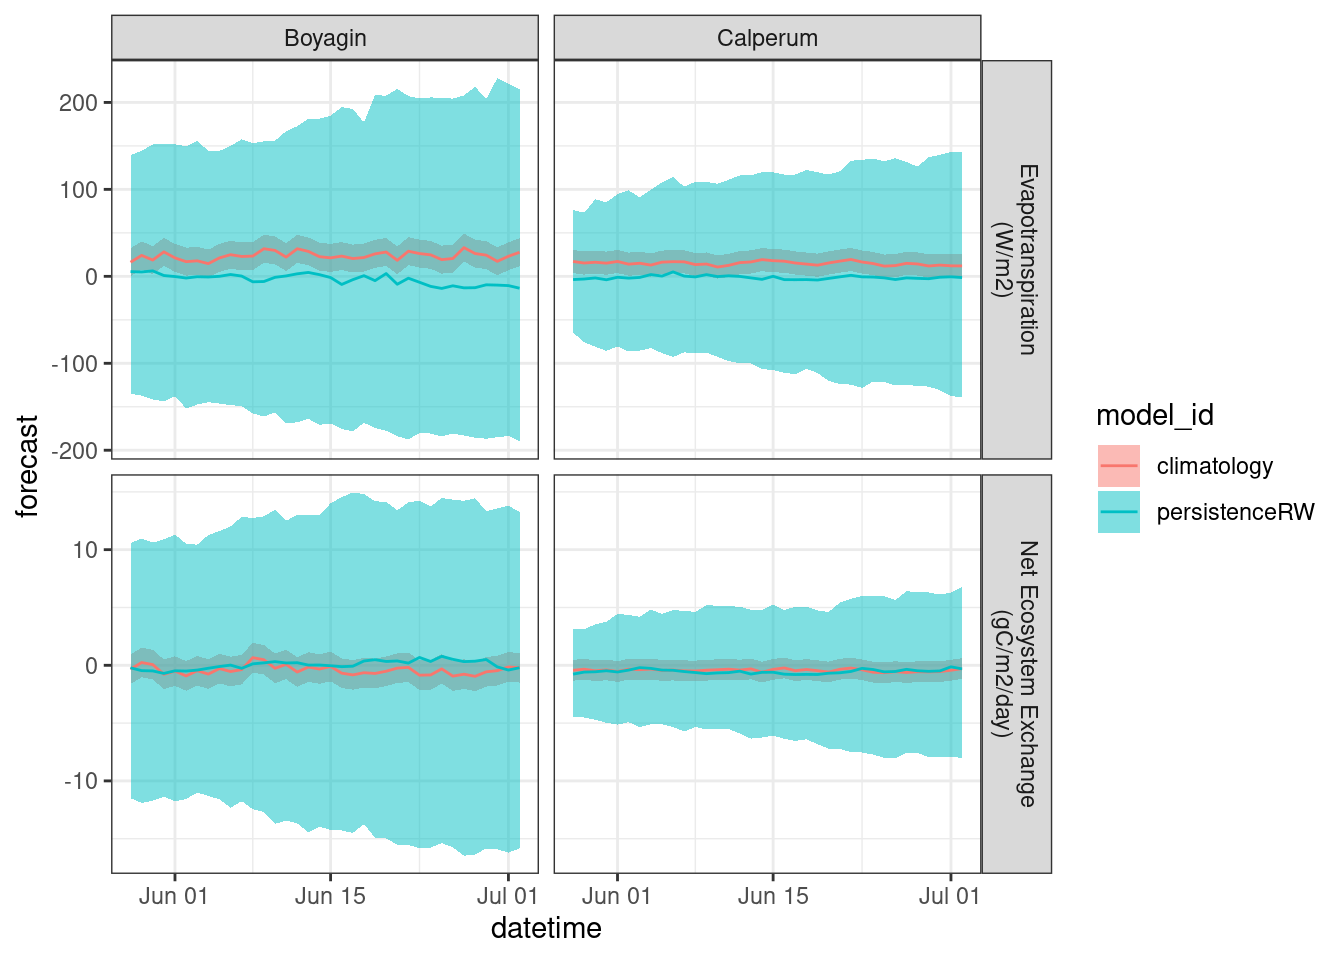 Boyagin
Calperum
200
100
0
-100
-200
Evapotranspiration
(W/m2)
10
0
-10
Net Ecosystem Exchange
(gC/m2/day)
forecast
Jun 01
Jun 15
Jul 01
Jun 01
Jun 15
Jul 01
datetime
model_id
climatology
persistenceRW